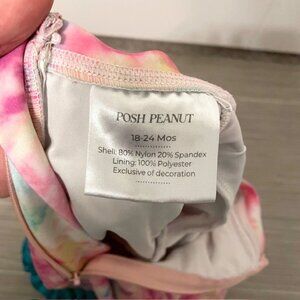 POSH PEANUT
18-24 Mos
Shell: 80% Nylon 20% Spandex
Lining: 100% Polyester
Exclusive of decoration